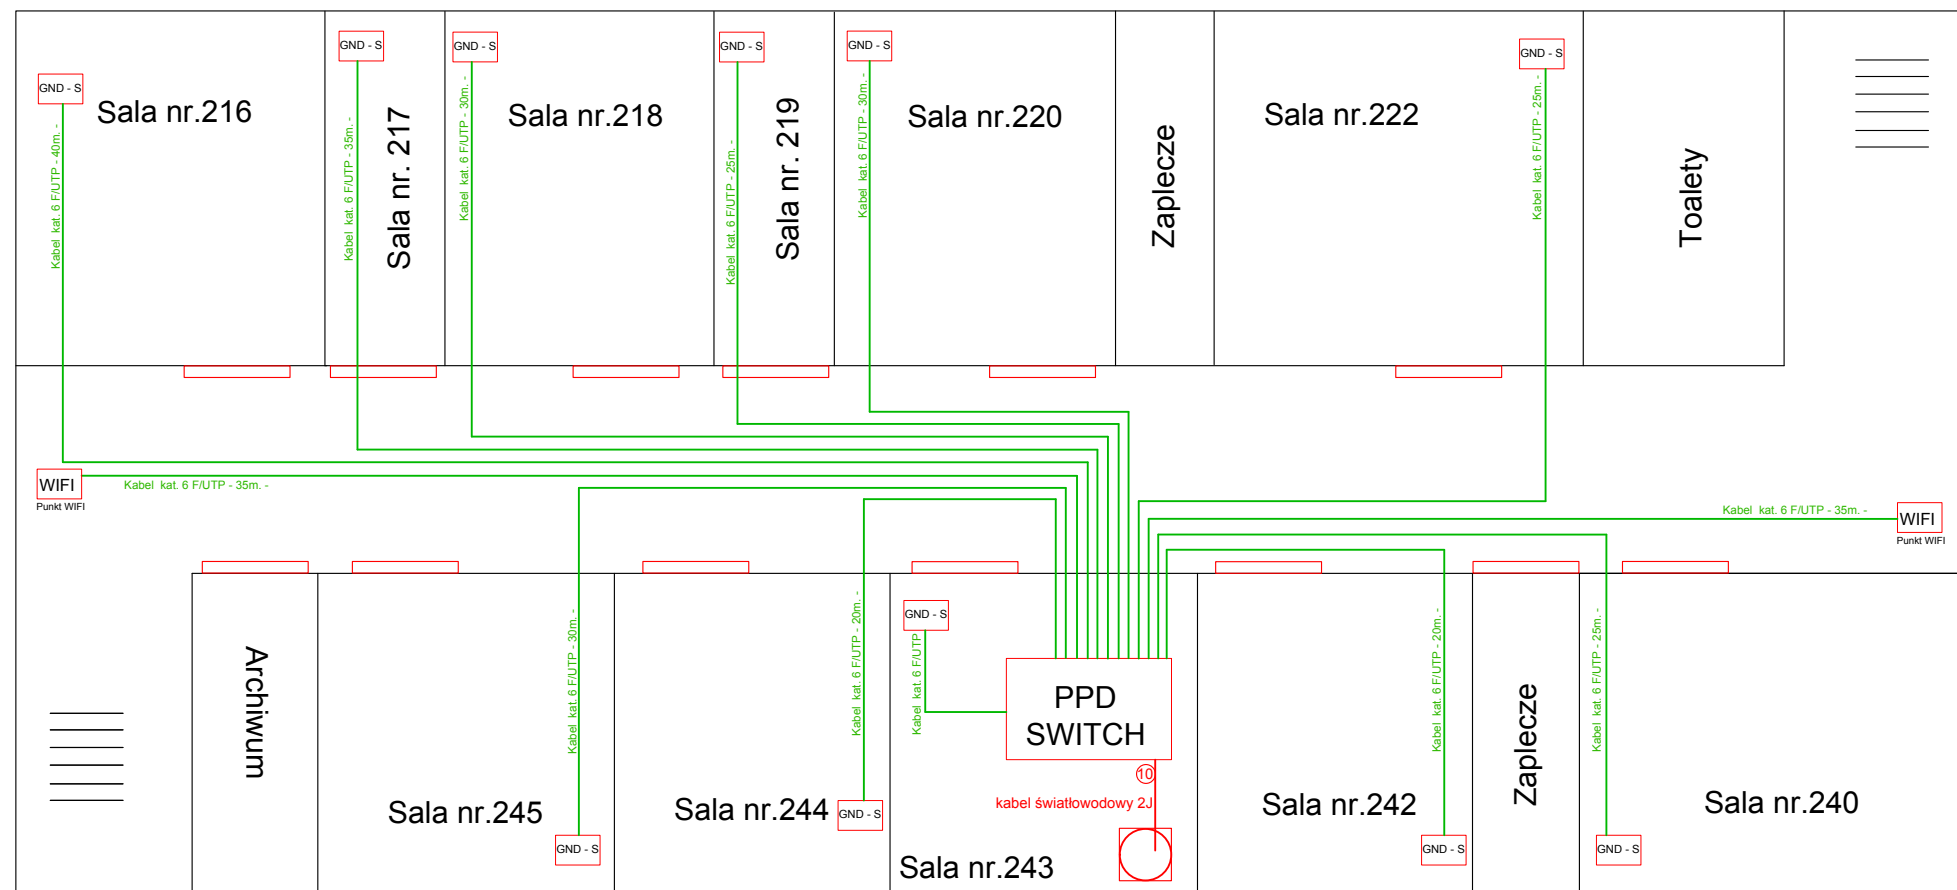 GND - S
Sala nr.216
Kabel kat. 6 F/UTP - 40m. -
GND - S
Sala nr. 217
Kabel kat. 6 F/UTP - 35m. -
GND - S
Sala nr.218
Kabel kat. 6 F/UTP - 30m. -
GND - S
Sala nr. 219
Kabel kat. 6 F/UTP - 25m. -
GND - S
Sala nr.220
Kabel kat. 6 F/UTP - 30m. -
Zaplecze
GND - S
Sala nr.222
Kabel kat. 6 F/UTP - 25m. -
Toalety
WIFI
Punkt WIFI
Kabel kat. 6 F/UTP - 35m. -
Kabel kat. 6 F/UTP - 35m. -
WIFI
Punkt WIFI
Archiwum
Kabel kat. 6 F/UTP - 30m. -
Sala nr.245
GND - S
Kabel kat. 6 F/UTP - 20m. -
Sala nr.244
GND - S
GND - S
Kabel kat. 6 F/UTP
PPD
SWITCH
10
kabel światłowodowy 2J
Sala nr.243
Kabel kat. 6 F/UTP - 20m. -
Sala nr.242
GND - S
Zaplecze
Kabel kat. 6 F/UTP - 25m. -
Sala nr.240
GND - S